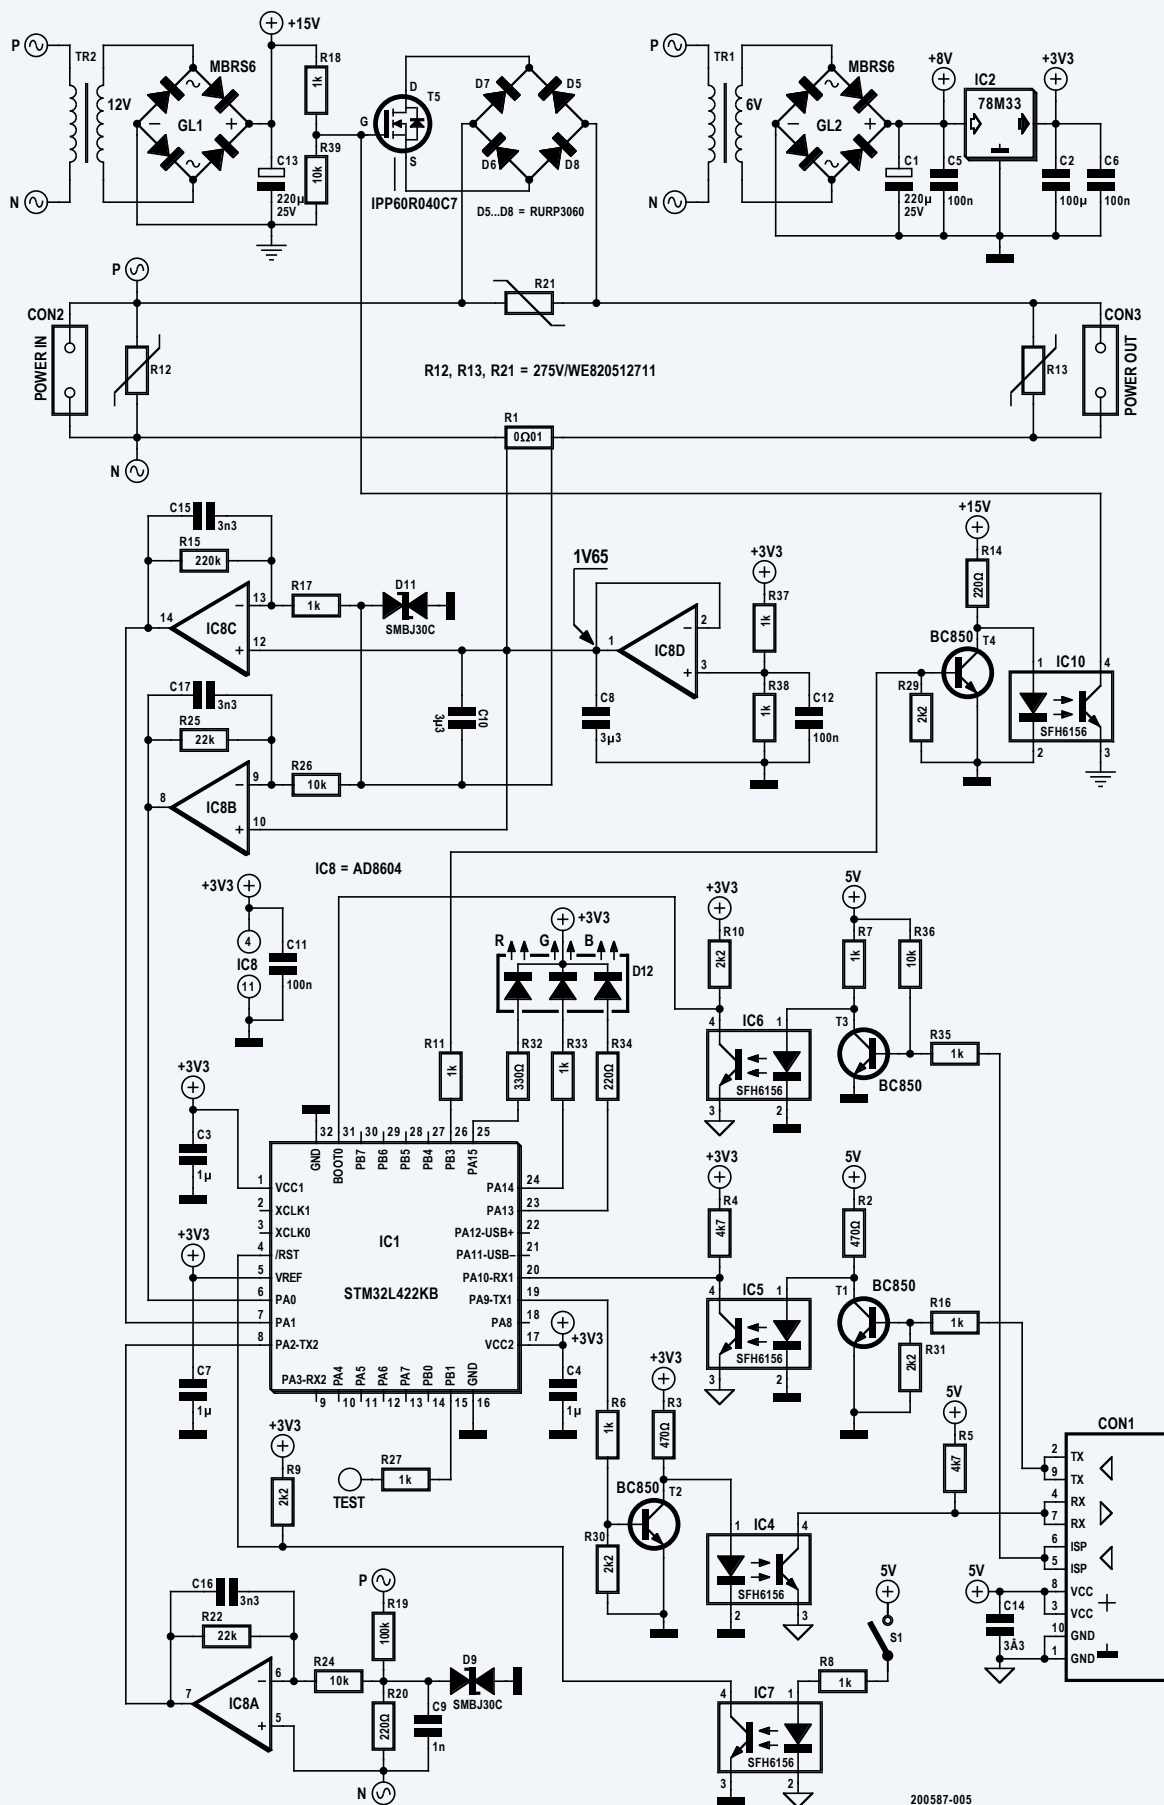 +15V
P
TR2
12V
MBRS6
GL1
R18
1k
R39
10k
C13
220µ
25V
N
D
G
S
T5
IPP60R040C7
D7
D5
D6
D8
D5...D8 = RURP3060
P
TR1
6V
N
MBRS6
GL2
+8V
IC2
78M33
+3V3
C1
220µ
25V
C5
100n
C2
100µ
C6
100n
P
CON2
POWER IN
R12
R21
R12, R13, R21 = 275V/WE820512711
R13
CON3
POWER OUT
R1
0Ω01
N
C15
3n3
R15
220k
R17
1k
D11
SMBJ30C
14
IC8C
13
12
C17
3n3
R25
22k
R26
10k
8
IC8B
9
10
C10
3µ3
1V65
1
IC8D
2
3
C8
3µ3
+3V3
R37
1k
R38
1k
C12
100n
+15V
R14
220Ω
BC850
T4
R29
2k2
IC10
1
4
SFH6156
2
3
IC8 = AD8604
+3V3
4
IC8
11
C11
100n
+3V3
R G B
D12
R11
1k
R32
330Ω
R33
1k
R34
220Ω
+3V3
R10
2k2
5V
R7
1k
R36
10k
IC6
4
1
SFH6156
3
2
T3
BC850
R35
1k
+3V3
C3
1µ
+3V3
C7
1µ
32 31 30 29 28 27 26 25
GND BOOT0 PB7 PB6 PB5 PB4 PB3 PA15
1 VCC1
2 XCLK1
3 XCLK0
4 /RST
5 VREF
6 PA0
7 PA1
8 PA2-TX2
IC1
STM32L422KB
PA14 24
PA13 23
PA12-USB+ 22
PA11-USB– 21
PA10-RX1 20
PA9-TX1 19
PA8 18
VCC2 17
PA3-RX2 PA4 PA5 PA6 PA7 PB0 PB1 GND
9 10 11 12 13 14 15 16
+3V3
C4
1µ
+3V3
R4
4k7
5V
R2
470Ω
IC5
4
1
SFH6156
3
2
T1
BC850
R16
1k
R31
2k2
+3V3
R9
2k2
TEST
R27
1k
R6
1k
+3V3
R3
470Ω
BC850
T2
R30
2k2
IC4
1
4
SFH6156
2
3
5V
R5
4k7
CON1
2 TX
9 TX
4 RX
7 RX
6 ISP
5 ISP
8 VCC
3 VCC
10 GND
1 GND
5V
C14
3Â3
C16
3n3
R22
22k
R24
10k
7
IC8A
6
5
P
R19
100k
R20
220Ω
N
C9
1n
D9
SMBJ30C
5V
S1
R8
1k
IC7
4
1
SFH6156
3
2
200587-005